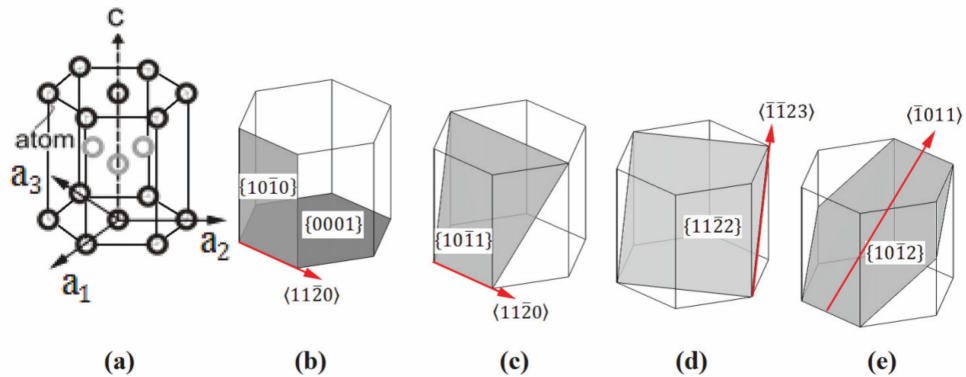 C
atom
a₃
a₂
a₁
{101̄0}
{0001}
⟨112̄0⟩
{101̄1}
⟨112̄0⟩
⟨1̄1̄23⟩
{112̄2}
⟨1̄011⟩
{101̄2}
(a) (b) (c) (d) (e)